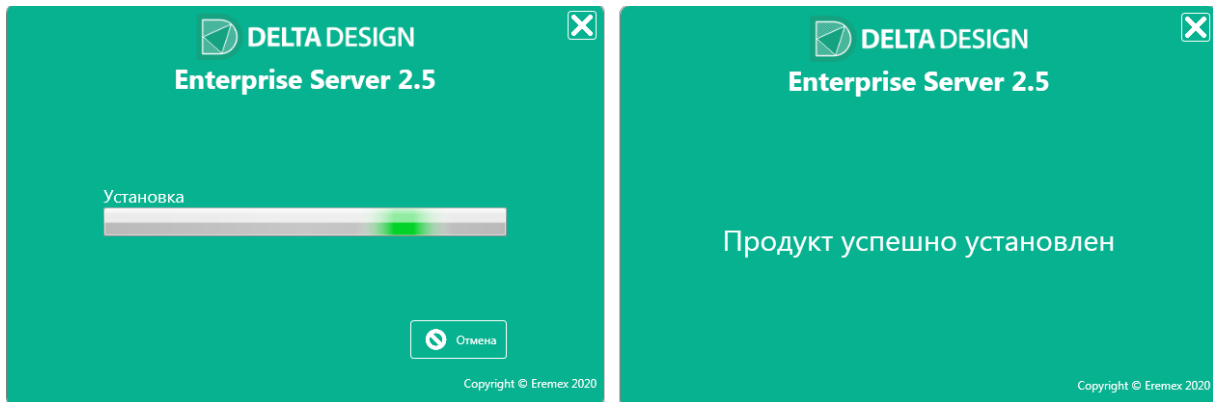 DELTA DESIGN
Enterprise Server 2.5
Установка
Отмена
Copyright © Eremex 2020
DELTA DESIGN
Enterprise Server 2.5
Продукт успешно установлен
Copyright © Eremex 2020